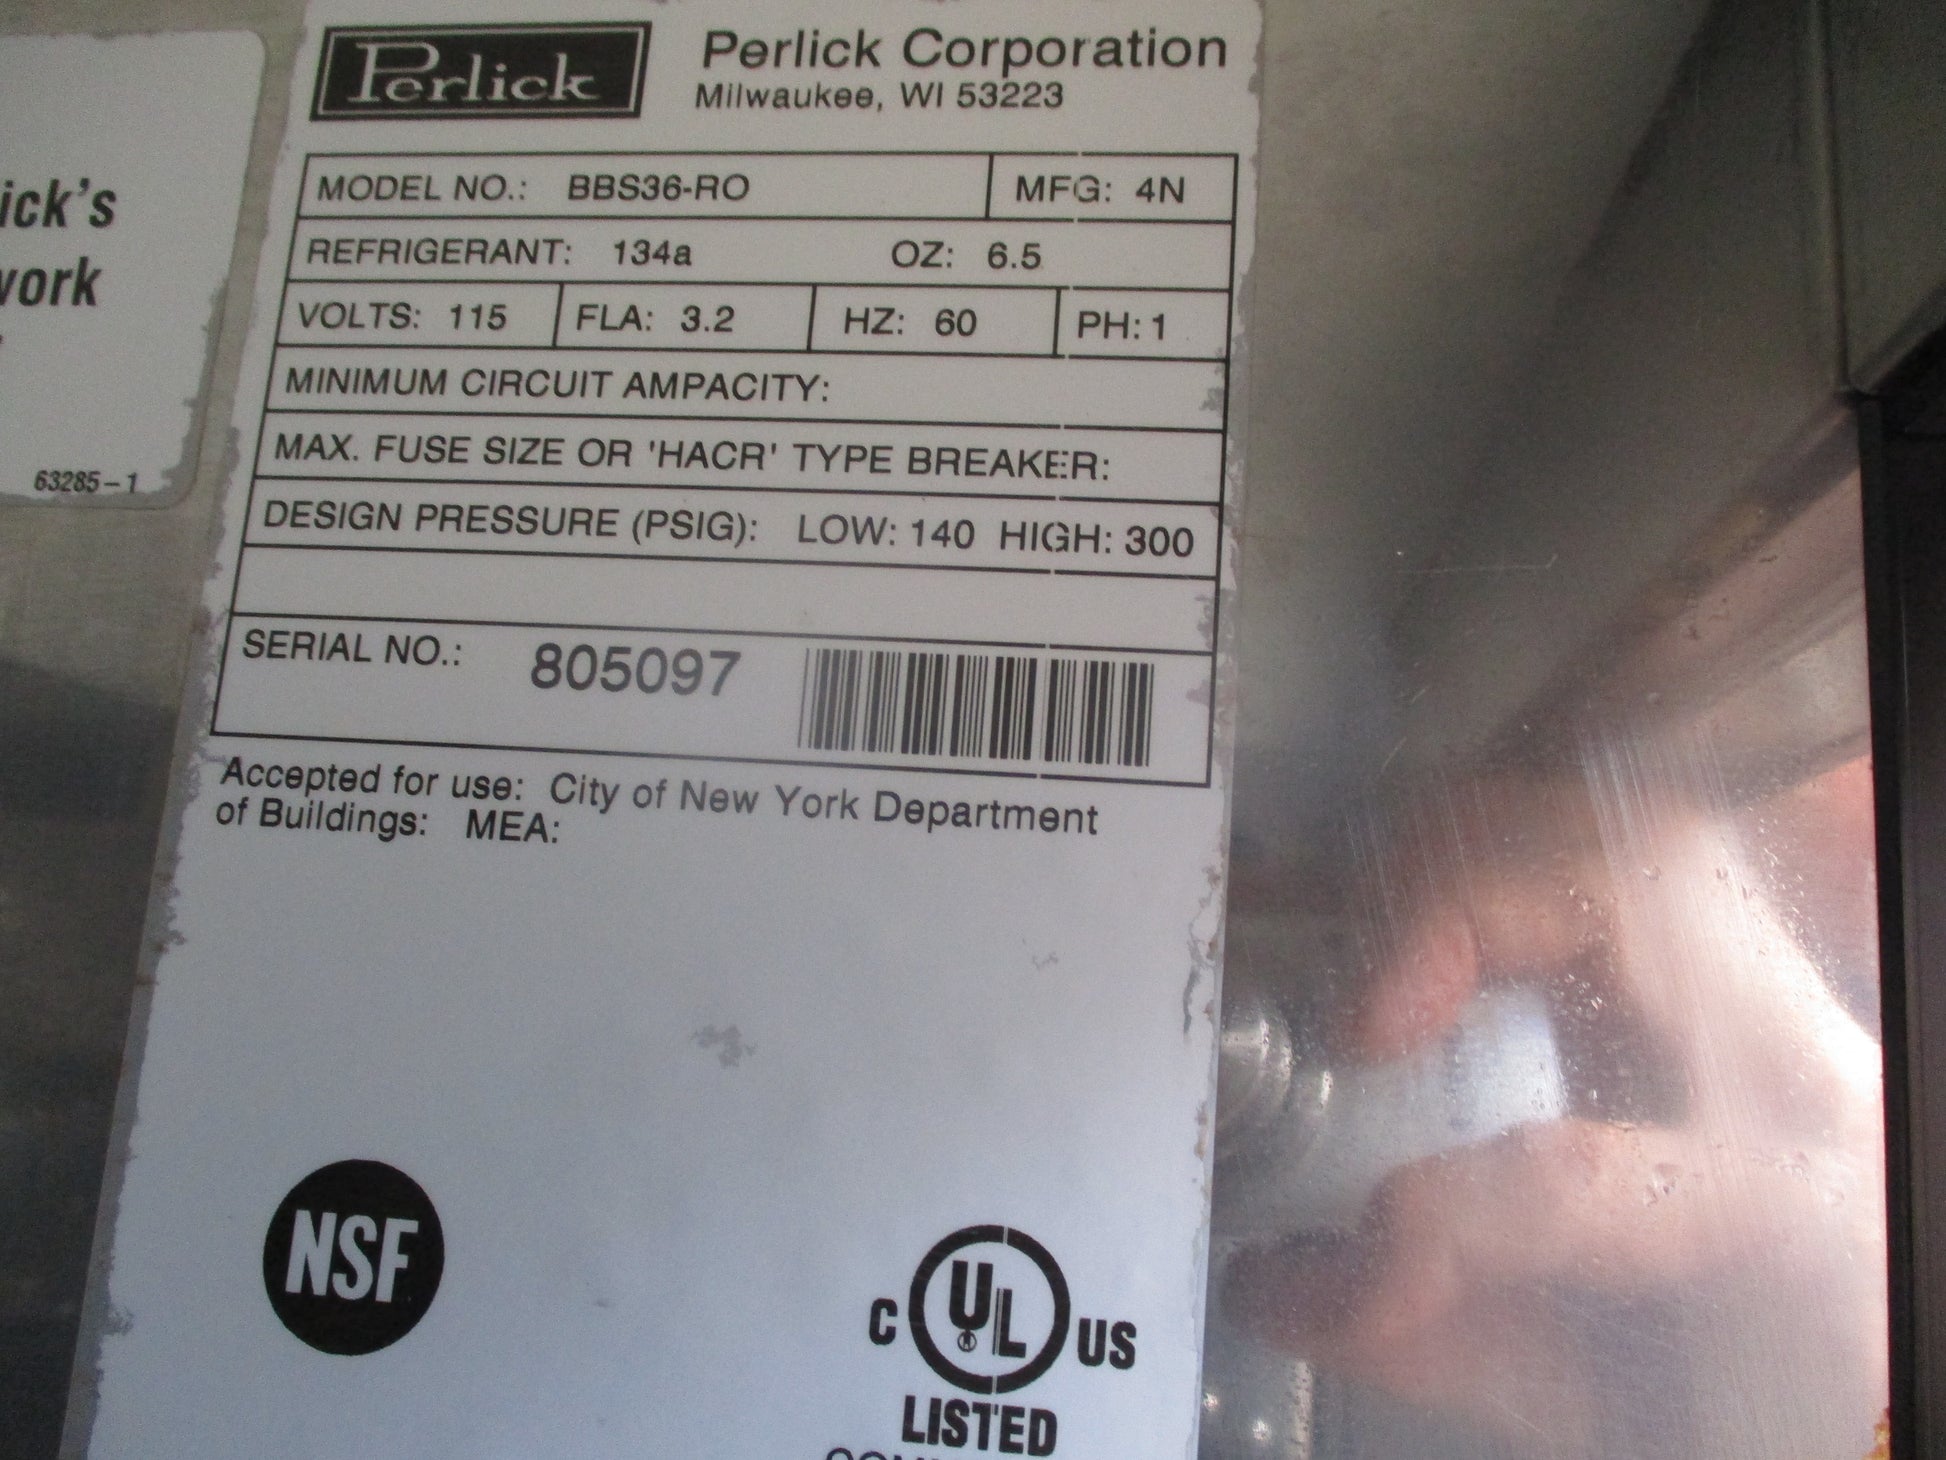 Perlick
Perlick Corporation
Milwaukee, WI 53223
ick's
work
63285-1
MODEL NO.: BBS36-RO MFG: 4N
REFRIGERANT: 134a OZ: 6.5
VOLTS: 115 FLA: 3.2 HZ: 60 PH: 1
MINIMUM CIRCUIT AMPACITY:
MAX. FUSE SIZE OR 'HACR' TYPE BREAKER:
DESIGN PRESSURE (PSIG): LOW: 140 HIGH: 300
SERIAL NO.: 805097
Accepted for use: City of New York Department
of Buildings: MEA:
NSF
C UL US
®
LISTED